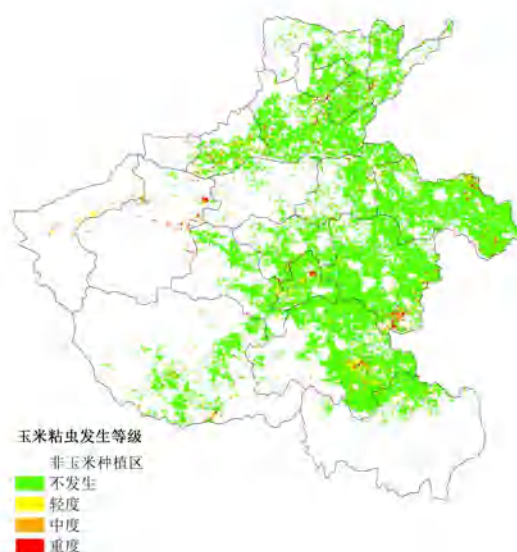 玉米粘虫发生等级
非玉米种植区
不发生
轻度
中度
重度